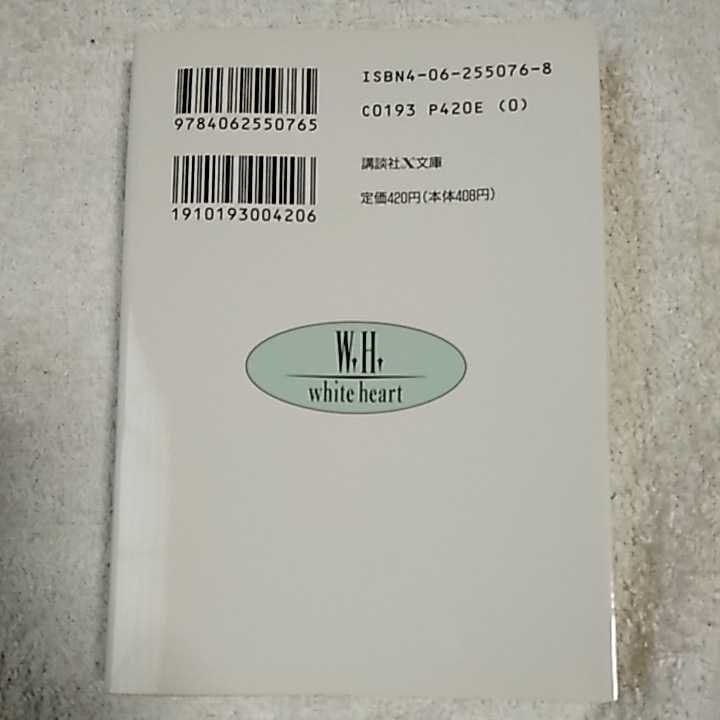 ISBN4-06-255076-8
9784062550765
C0193 P420E (0)
講談社X文庫
1910193004206
定価420円(本体408円)
W.H.
white heart